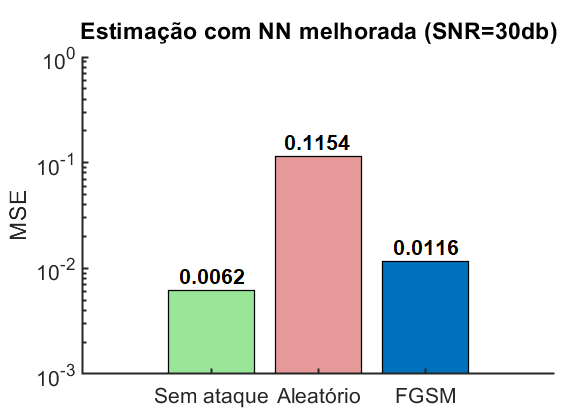 Estimação com NN melhorada (SNR=30db)
10^0
10^-1
10^-2
10^-3
MSE
0.0062
0.1154
0.0116
Sem ataque
Aleatório
FGSM